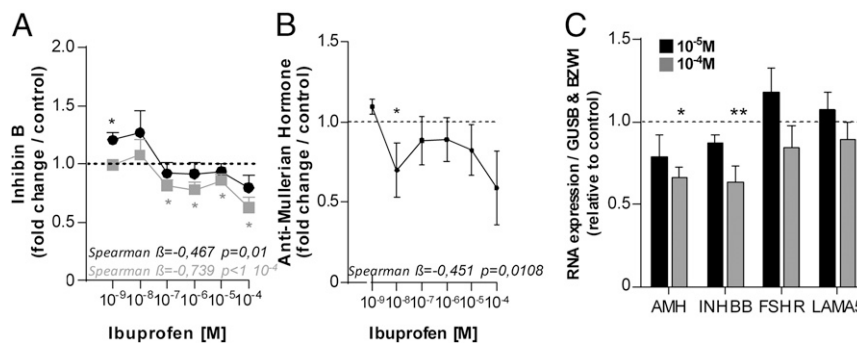 A
Inhibin B
(fold change / control)
2.0
1.5
1.0
0.5
0
*
*
*
*
*
Spearman ß=-0,467 p=0,01
Spearman ß=-0,739 p<1 10-4
10-9 10-8 10-7 10-6 10-5 10-4
Ibuprofen [M]
B
Anti-Mullerian Hormone
(fold change / control)
1.5
1.0
0.5
0
*
Spearman ß=-0,451 p=0,0108
10-9 10-8 10-7 10-6 10-5 10-4
Ibuprofen [M]
C
RNA expression / GUSB & BZW1
(relative to control)
1.5
1.0
0.5
0.0
10-5M
10-4M
*
**
AMH INHBB FSHR LAMA5